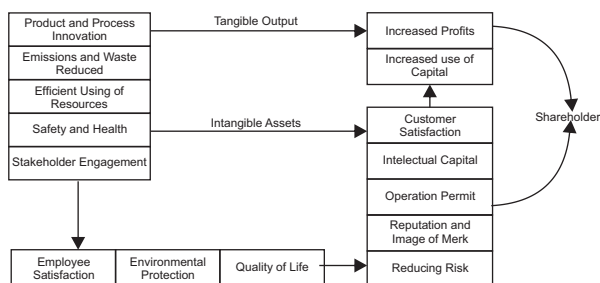 Product and Process
Innovation
Emissions and Waste
Reduced
Efficient Using of
Resources
Safety and Health
Stakeholder Engagement
Tangible Output
Intangible Assets
Increased Profits
Increased use of
Capital
Customer
Satisfaction
Intelectual Capital
Operation Permit
Reputation and
Image of Merk
Reducing Risk
Shareholder
Employee
Satisfaction
Environmental
Protection
Quality of Life